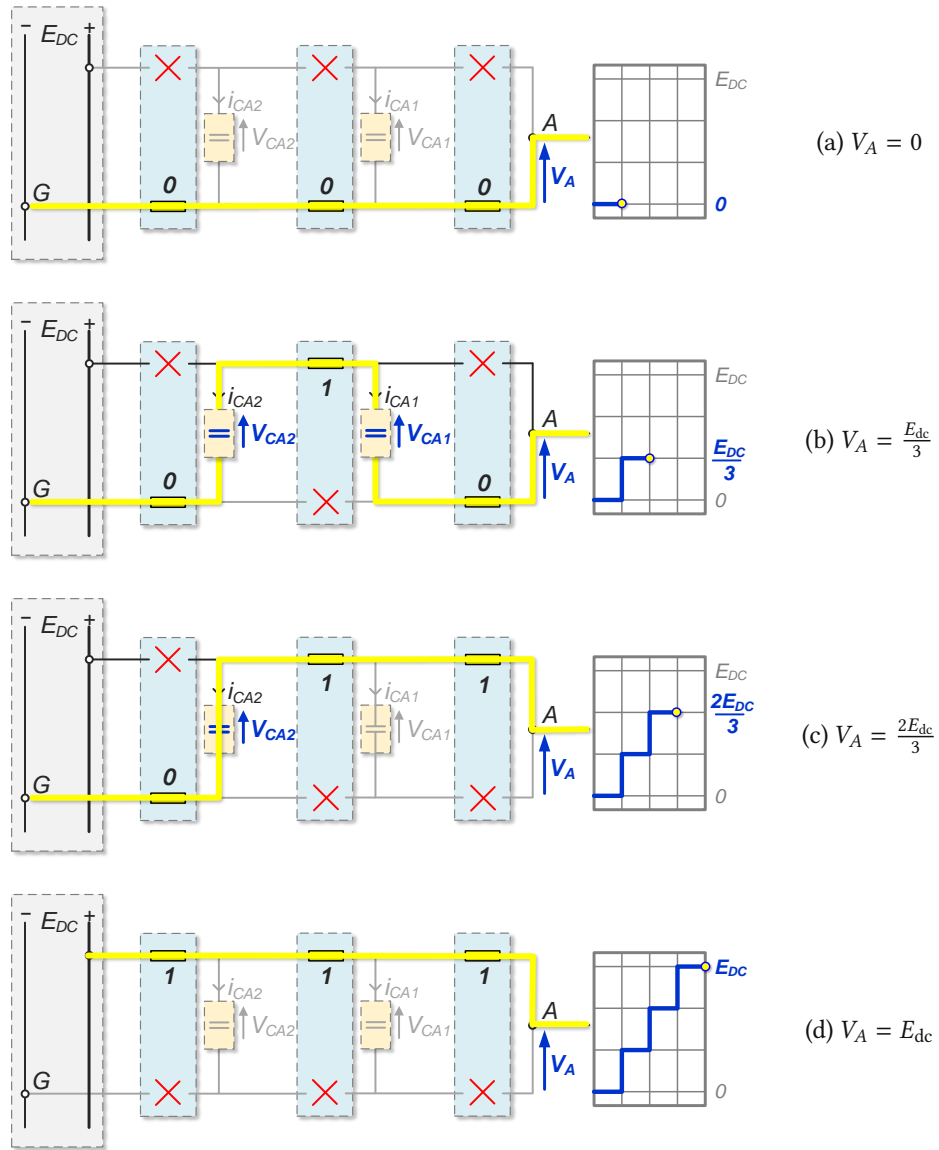 − E_DC +
i_CA2 i_CA1
V_CA2 V_CA1
G 0 0 0
A
V_A
E_DC
0
(a) V_A = 0
− E_DC +
1
i_CA2 i_CA1
V_CA2 V_CA1
G 0 0
A
V_A
E_DC
E_DC/3
0
(b) V_A = E_dc/3
− E_DC +
1 1
i_CA2 i_CA1
V_CA2 V_CA1
G 0
A
V_A
E_DC
2E_DC/3
0
(c) V_A = 2E_dc/3
− E_DC +
1 1 1
i_CA2 i_CA1
V_CA2 V_CA1
G
A
V_A
E_DC
0
(d) V_A = E_dc